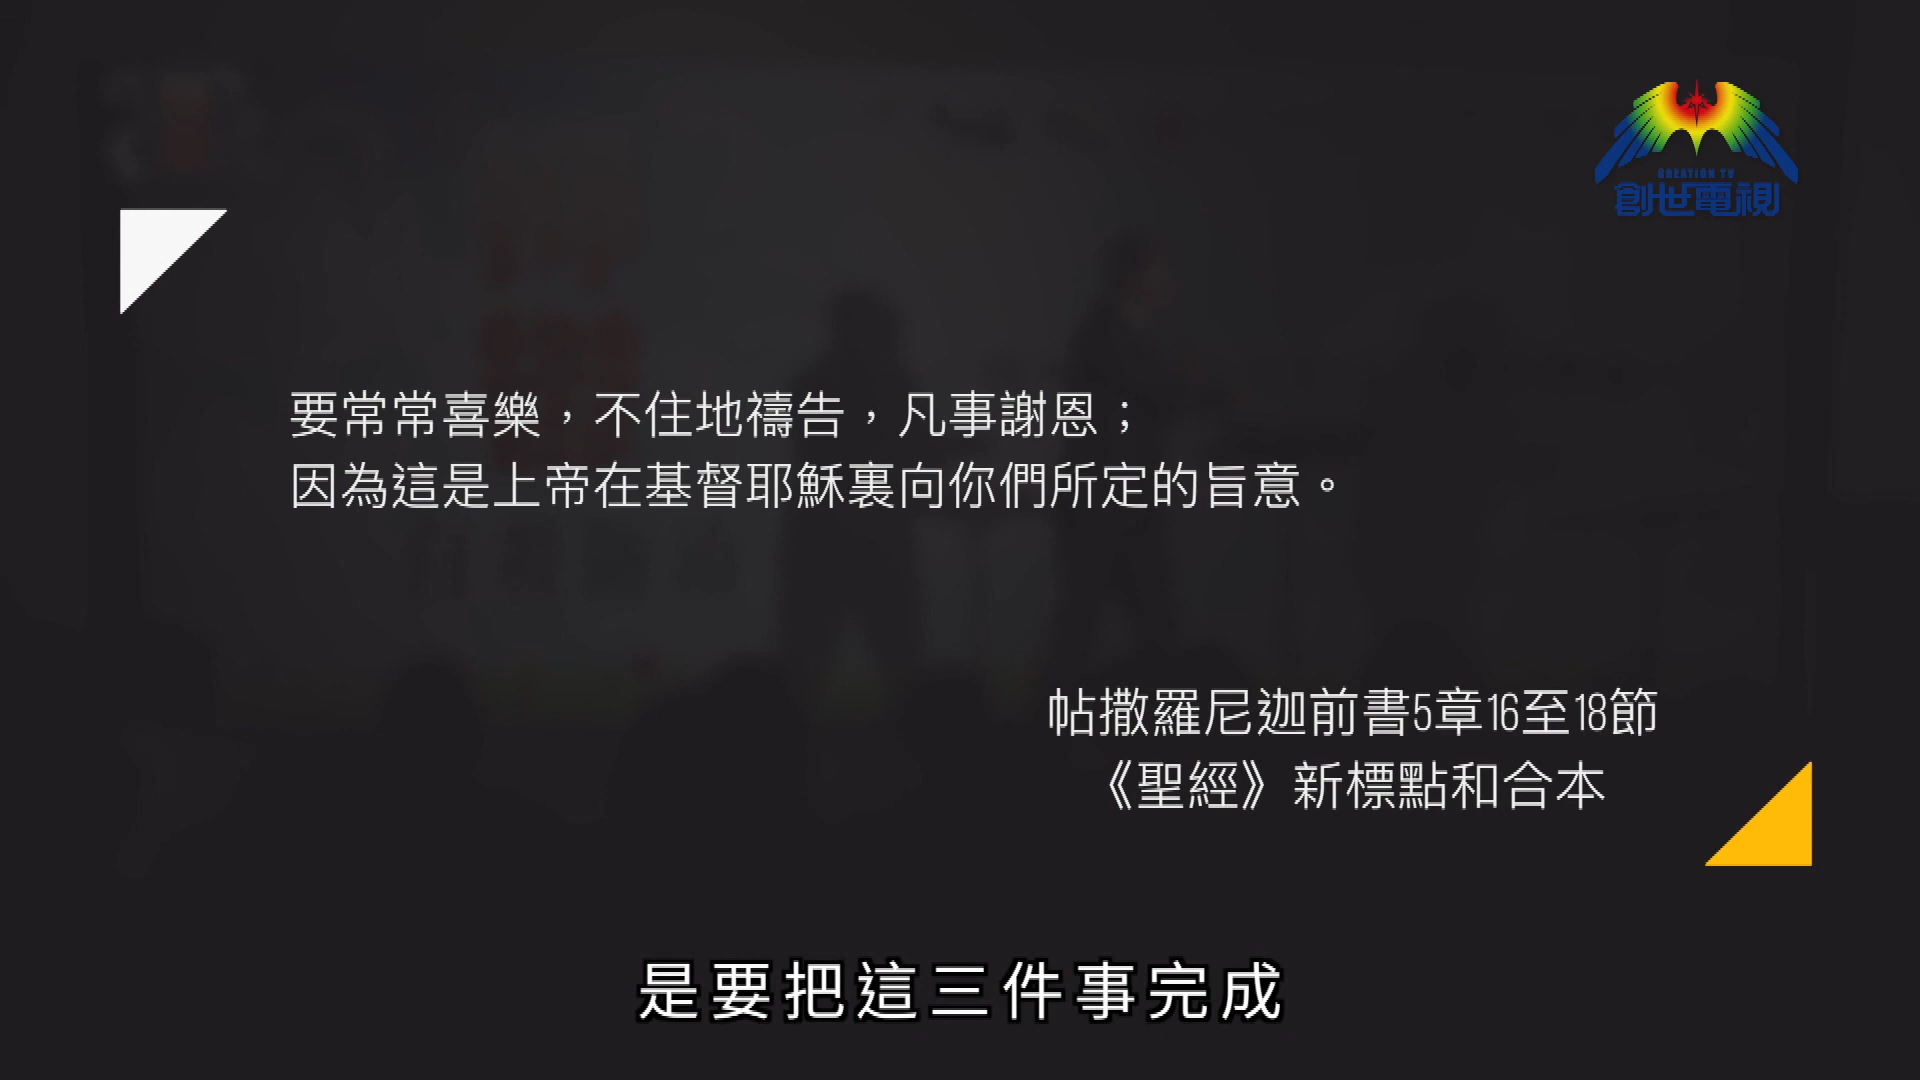 CREATION TV
創世電視
要常常喜樂，不住地禱告，凡事謝恩；
因為這是上帝在基督耶穌裏向你們所定的旨意。
帖撒羅尼迦前書5章16至18節
《聖經》新標點和合本
是要把這三件事完成